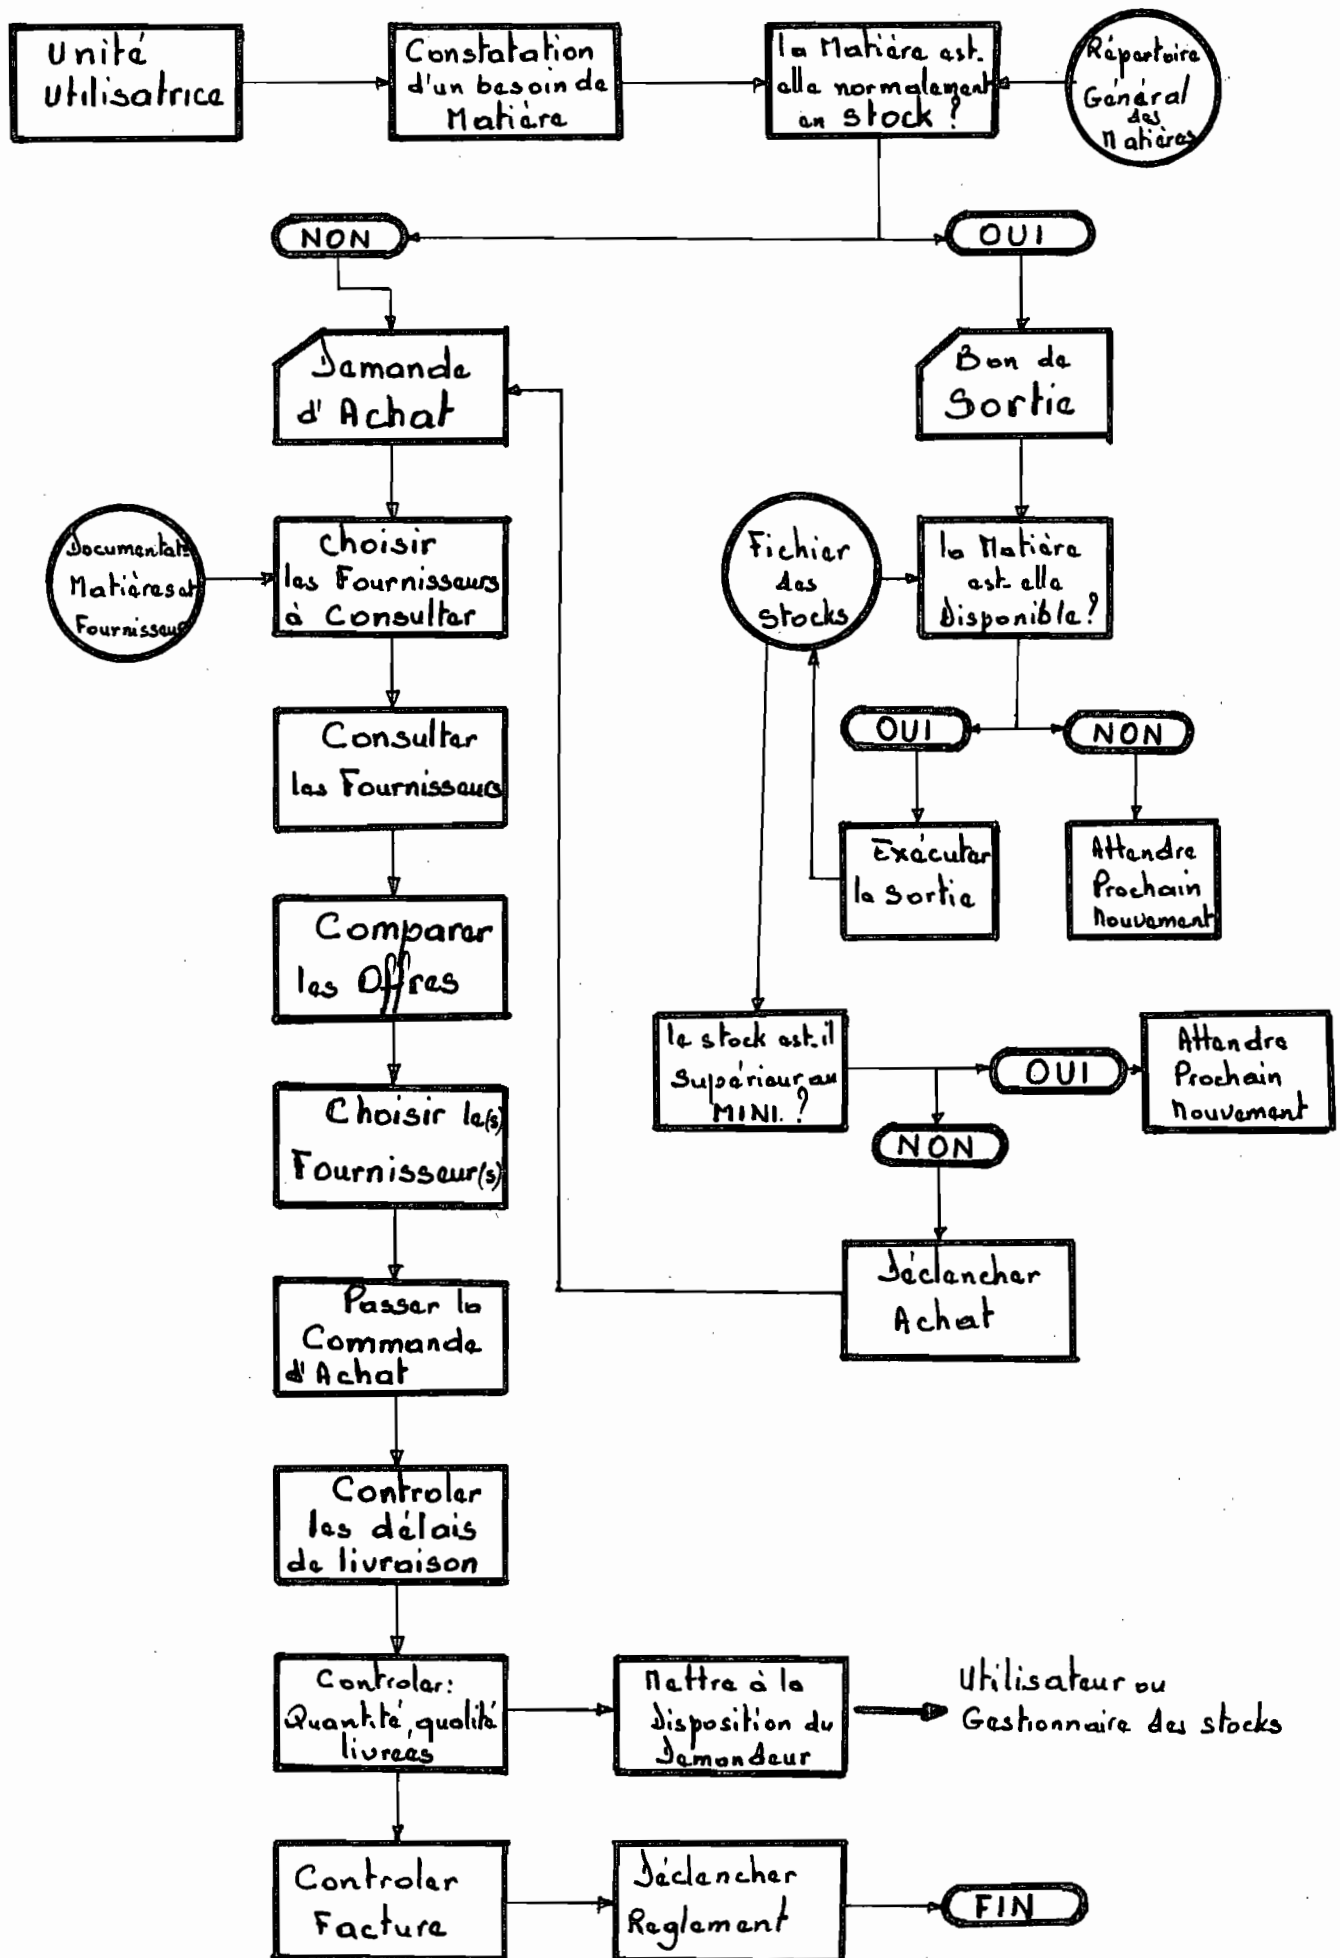 Unité
Utilisatrice
Constatation
d'un besoin de
Matière
la Matière est-
elle normalement
en Stock ?
Répertoire
Général
des
Matières
NON
OUI
Demande
d'Achat
Bon de
Sortie
Documentat°
Matières et
Fournisseur
Choisir
les Fournisseurs
à Consulter
Fichier
des
Stocks
la Matière
est-elle
Disponible ?
Consulter
les Fournisseurs
OUI
NON
Exécuter
la Sortie
Attendre
Prochain
Mouvement
Comparer
les Offres
le stock est-il
Supérieur au
MINI. ?
OUI
Attendre
Prochain
Mouvement
NON
Choisir le(s)
Fournisseur(s)
Déclencher
Achat
Passer la
Commande
d'Achat
Controler
les délais
de livraison
Controler:
Quantité, qualité
livrées
Mettre à la
Disposition du
Demandeur
Utilisateur ou
Gestionnaire des stocks
Controler
Facture
Déclencher
Reglement
FIN